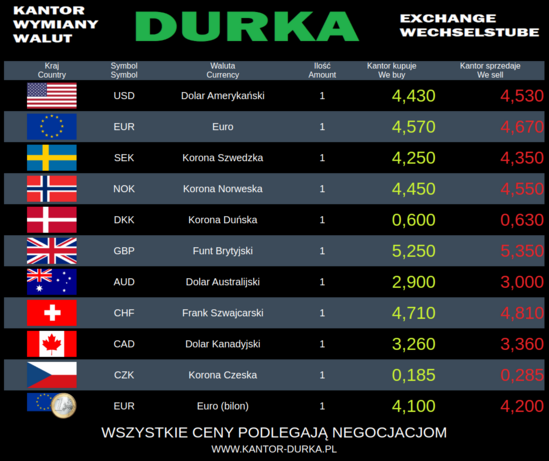 KANTOR
WYMIANY
WALUT
DURKA
EXCHANGE
WECHSELSTUBE
Kraj Symbol Waluta Ilość Kantor kupuje Kantor sprzedaje
Country Symbol Currency Amount We buy We sell
USD Dolar Amerykański 1 4,430 4,530
EUR Euro 1 4,570 4,670
SEK Korona Szwedzka 1 4,250 4,350
NOK Korona Norweska 1 4,450 4,550
DKK Korona Duńska 1 0,600 0,630
GBP Funt Brytyjski 1 5,250 5,350
AUD Dolar Australijski 1 2,900 3,000
CHF Frank Szwajcarski 1 4,710 4,810
CAD Dolar Kanadyjski 1 3,260 3,360
CZK Korona Czeska 1 0,185 0,285
EUR Euro (bilon) 1 4,100 4,200
WSZYSTKIE CENY PODLEGAJĄ NEGOCJACJOM
WWW.KANTOR-DURKA.PL